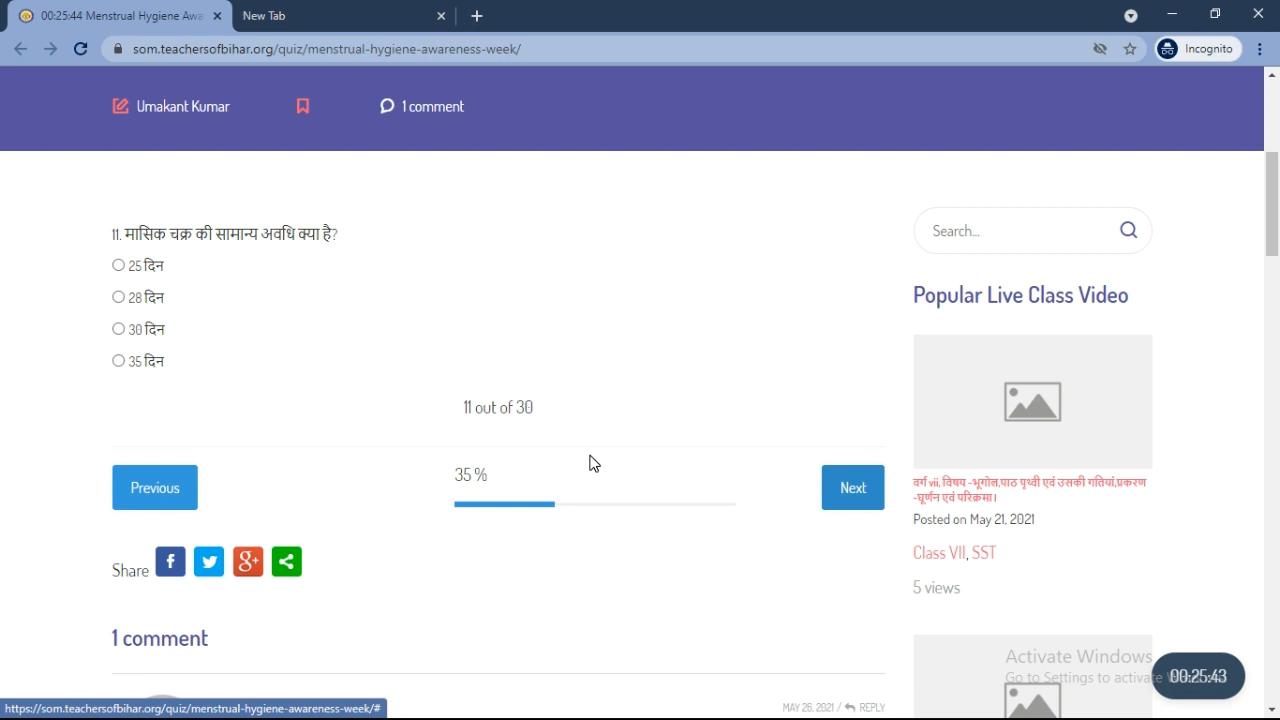 00:25:44 Menstrual Hygiene Awa
New Tab
som.teachersofbihar.org/quiz/menstrual-hygiene-awareness-week/
Incognito
Umakant Kumar
1 comment
11. मासिक चक्र की सामान्य अवधि क्या है?
25 दिन
28 दिन
30 दिन
35 दिन
11 out of 30
Previous
35 %
Next
Share
1 comment
MAY 26, 2021 / REPLY
Search...
Popular Live Class Video
वर्ग vii, विषय -भूगोल,पाठ पृथ्वी एवं उसकी गतियां,प्रकरण
-घूर्णन एवं परिक्रमा।
Posted on May 21, 2021
Class VII, SST
5 views
Activate Windows
Go to Settings to activate
00:25:43
https://som.teachersofbihar.org/quiz/menstrual-hygiene-awareness-week/#